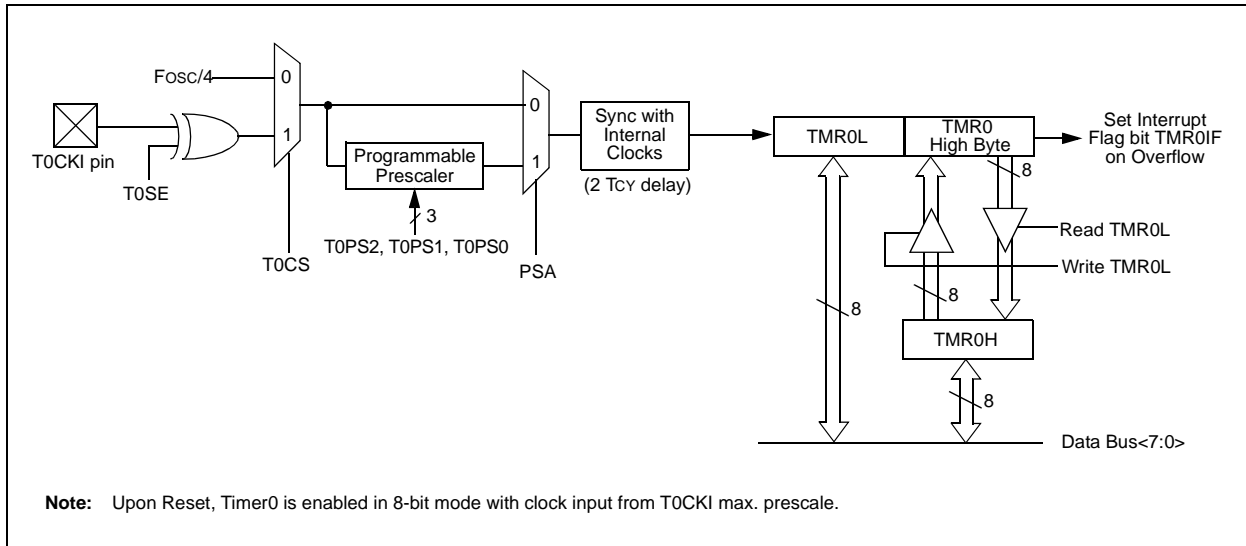 FOSC/4
T0CKI pin
T0SE
T0CS
0
1
Programmable
Prescaler
3
T0PS2, T0PS1, T0PS0
0
1
PSA
Sync with
Internal
Clocks
(2 TCY delay)
TMR0L
TMR0
High Byte
Set Interrupt
Flag bit TMR0IF
on Overflow
8
Read TMR0L
Write TMR0L
8
8
TMR0H
8
Data Bus<7:0>
Note: Upon Reset, Timer0 is enabled in 8-bit mode with clock input from T0CKI max. prescale.